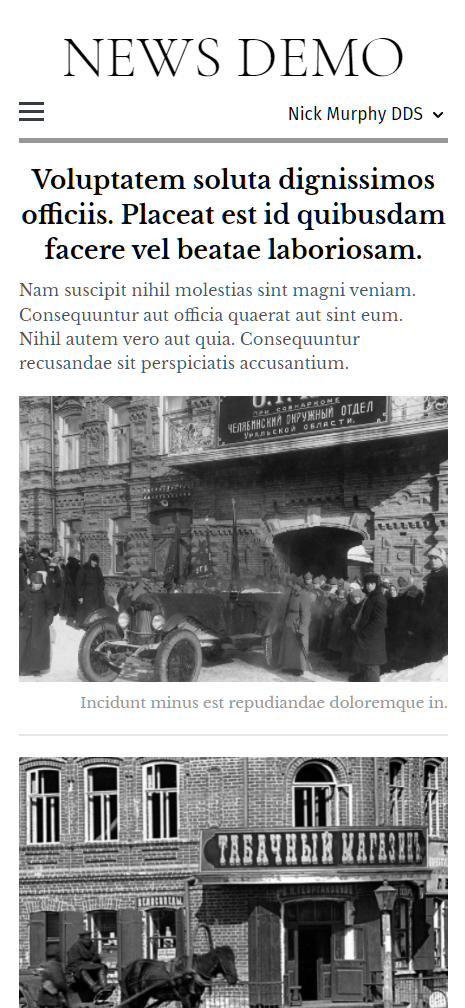 NEWS DEMO
Nick Murphy DDS
Voluptatem soluta dignissimos
officiis. Placeat est id quibusdam
facere vel beatae laboriosam.
Nam suscipit nihil molestias sint magni veniam.
Consequuntur aut officia quaerat aut sint eum.
Nihil autem vero aut quia. Consequuntur
recusandae sit perspiciatis accusantium.
ПРИ СОВНАРКОМЕ
ЧЕЛЯБИНСКИЙ ОКРУЖНЫЙ ОТДЕЛ
УРАЛЬСКОЙ ОБЛАСТИ.
Incidunt minus est repudiandae doloremque in.
ТАБАЧНЫЙ МАГАЗИНЪ